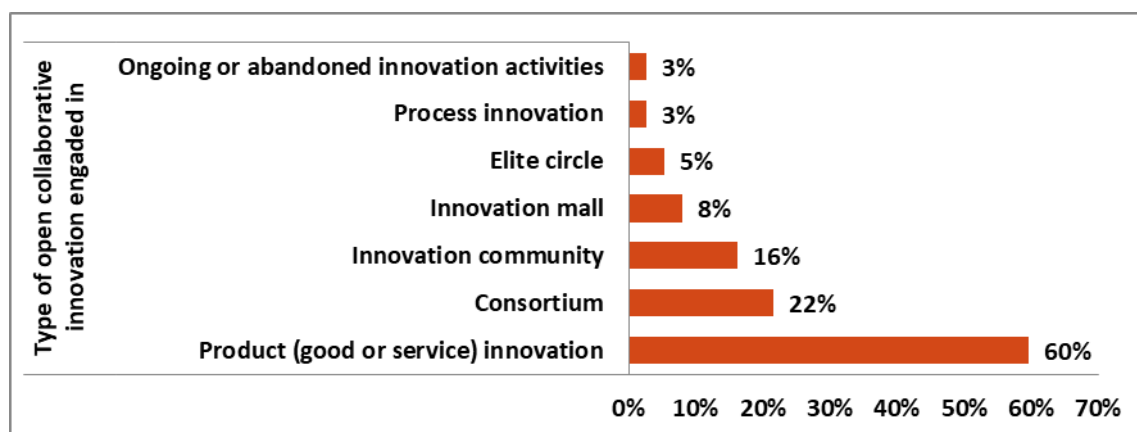 Type of open collaborative
innovation engaded in
Ongoing or abandoned innovation activities 3%
Process innovation 3%
Elite circle 5%
Innovation mall 8%
Innovation community 16%
Consortium 22%
Product (good or service) innovation 60%
0% 10% 20% 30% 40% 50% 60% 70%